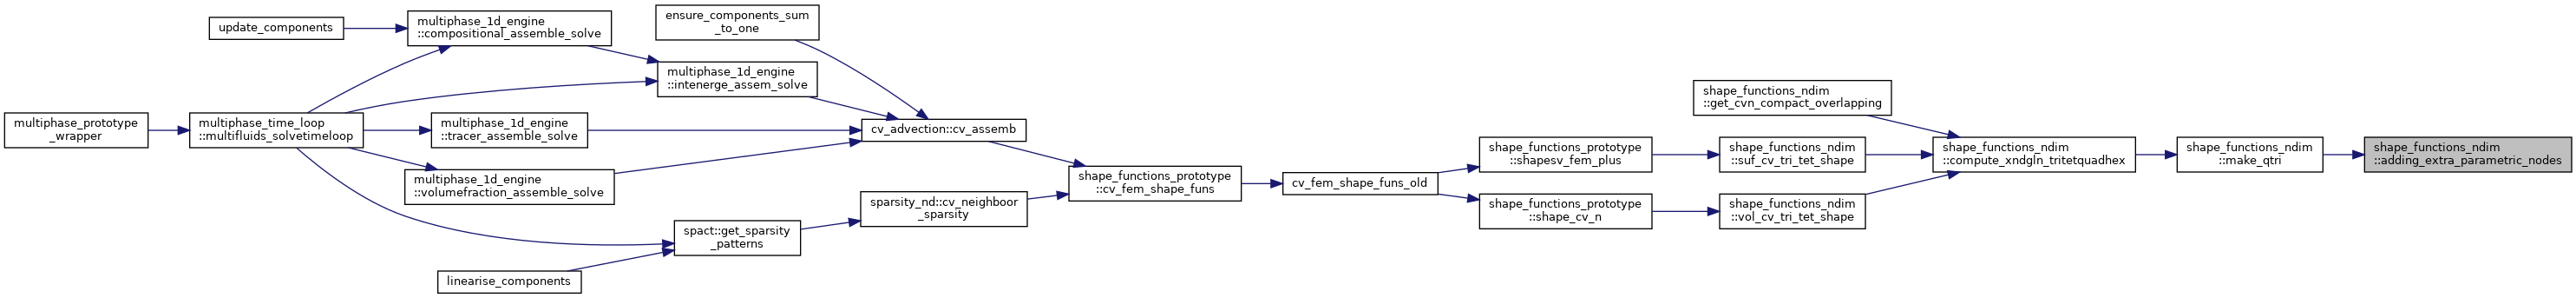 update_components
multiphase_1d_engine
::compositional_assemble_solve
ensure_components_sum
_to_one
multiphase_1d_engine
::intenerge_assem_solve
multiphase_prototype
_wrapper
multiphase_time_loop
::multifluids_solvetimeloop
multiphase_1d_engine
::tracer_assemble_solve
cv_advection::cv_assemb
multiphase_1d_engine
::volumefraction_assemble_solve
spact::get_sparsity
_patterns
linearise_components
sparsity_nd::cv_neighboor
_sparsity
shape_functions_prototype
::cv_fem_shape_funs
cv_fem_shape_funs_old
shape_functions_prototype
::shapesv_fem_plus
shape_functions_prototype
::shape_cv_n
shape_functions_ndim
::get_cvn_compact_overlapping
shape_functions_ndim
::suf_cv_tri_tet_shape
shape_functions_ndim
::vol_cv_tri_tet_shape
shape_functions_ndim
::compute_xndgln_tritetquadhex
shape_functions_ndim
::make_qtri
shape_functions_ndim
::adding_extra_parametric_nodes